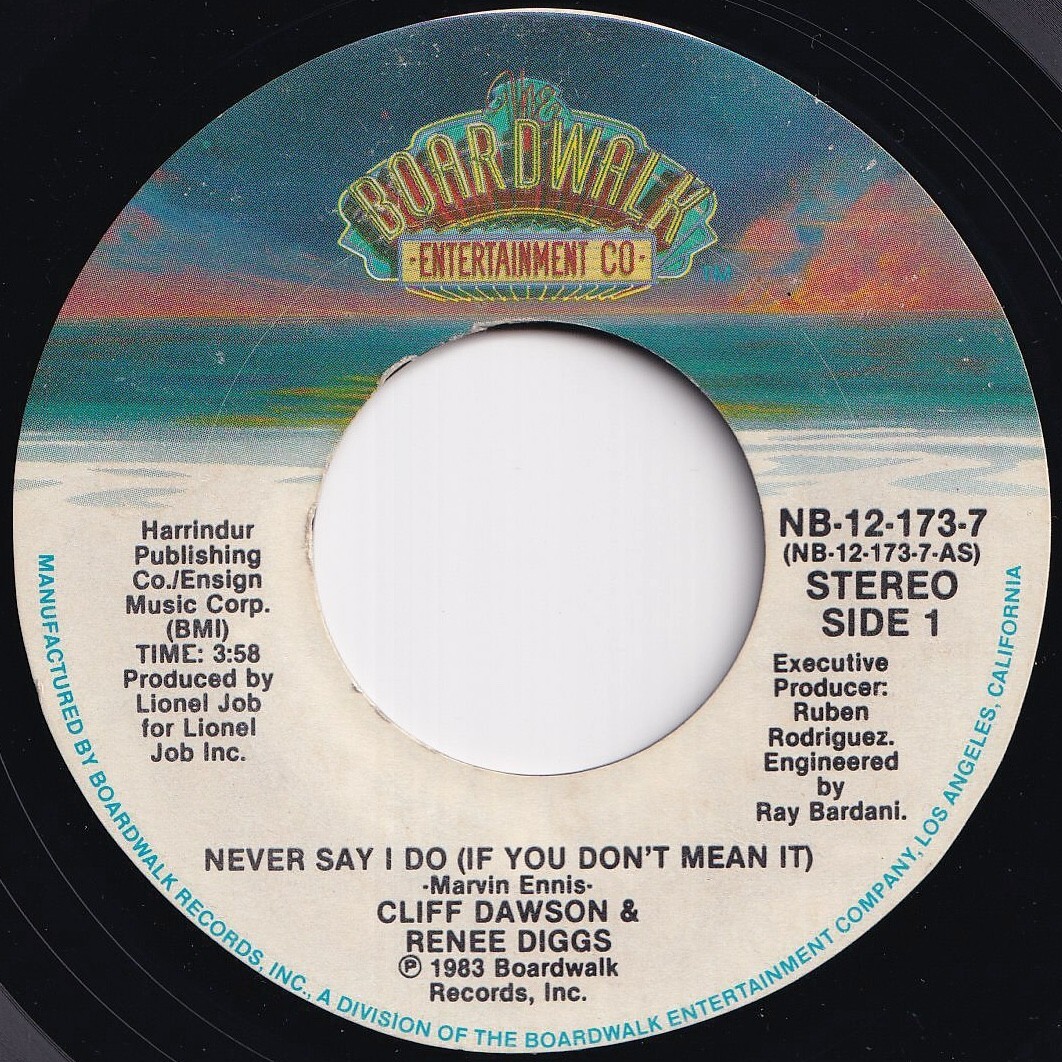 The
BOARDWALK
·ENTERTAINMENT CO·
TM
Harrindur
Publishing
Co./Ensign
Music Corp.
(BMI)
TIME: 3:58
Produced by
Lionel Job
for Lionel
Job Inc.
NB-12-173-7
(NB-12-173-7-AS)
STEREO
SIDE 1
Executive
Producer:
Ruben
Rodriguez.
Engineered
by
Ray Bardani.
NEVER SAY I DO (IF YOU DON'T MEAN IT)
-Marvin Ennis-
CLIFF DAWSON &
RENEE DIGGS
℗ 1983 Boardwalk
Records, Inc.
MANUFACTURED BY BOARDWALK RECORDS, INC., A DIVISION OF THE BOARDWALK ENTERTAINMENT COMPANY, LOS ANGELES, CALIFORNIA